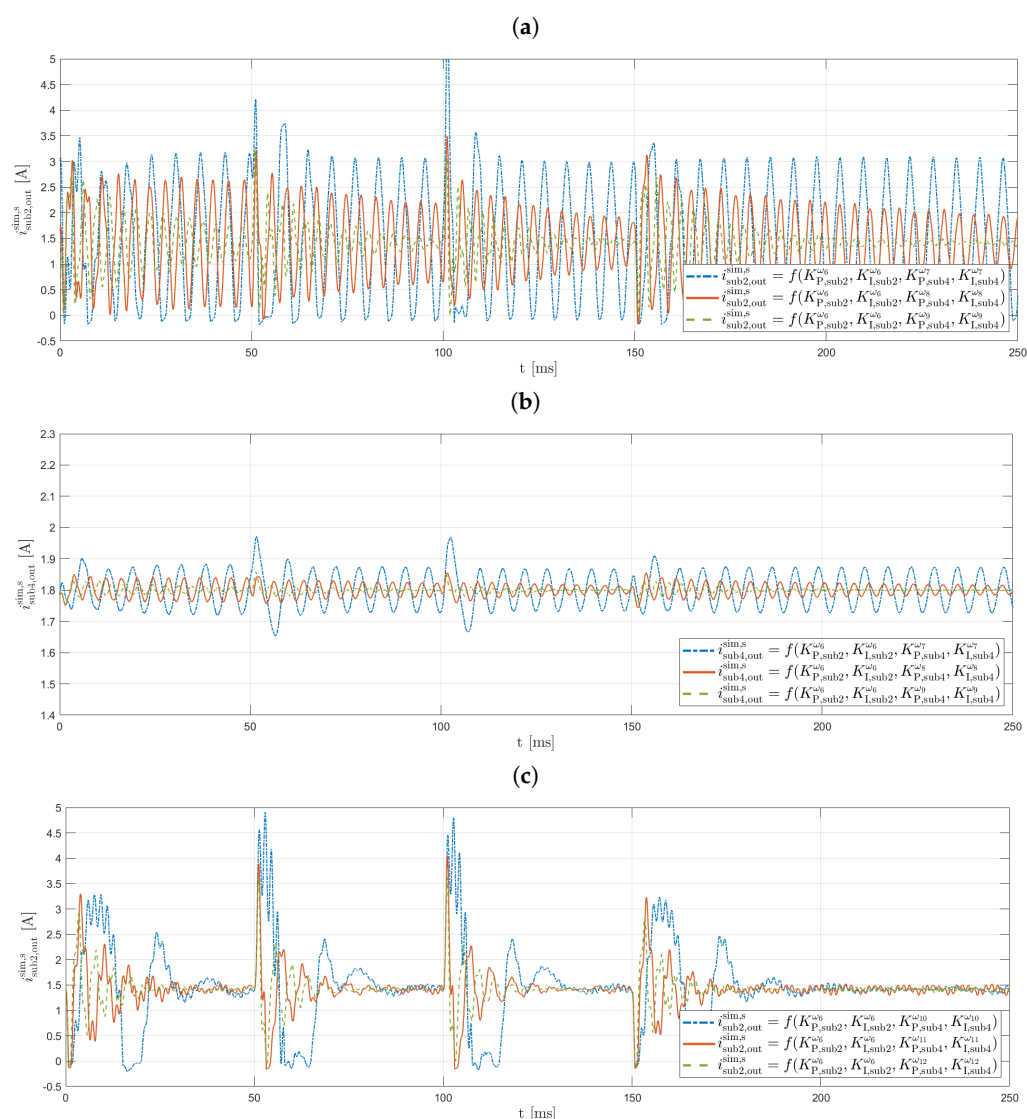 (a)
5
4.5
4
3.5
3
2.5
2
1.5
1
0.5
0
-0.5
i^{sim,s}_{sub2,out} [A]
i^{sim,s}_{sub2,out} = f(K^{ω6}_{P,sub2}, K^{ω6}_{I,sub2}, K^{ω7}_{P,sub4}, K^{ω7}_{I,sub4})
i^{sim,s}_{sub2,out} = f(K^{ω6}_{P,sub2}, K^{ω6}_{I,sub2}, K^{ω8}_{P,sub4}, K^{ω8}_{I,sub4})
i^{sim,s}_{sub2,out} = f(K^{ω6}_{P,sub2}, K^{ω6}_{I,sub2}, K^{ω9}_{P,sub4}, K^{ω9}_{I,sub4})
0 50 100 150 200 250
t [ms]
(b)
2.3
2.2
2.1
2
1.9
1.8
1.7
1.6
1.5
1.4
i^{sim,s}_{sub4,out} [A]
i^{sim,s}_{sub4,out} = f(K^{ω6}_{P,sub2}, K^{ω6}_{I,sub2}, K^{ω7}_{P,sub4}, K^{ω7}_{I,sub4})
i^{sim,s}_{sub4,out} = f(K^{ω6}_{P,sub2}, K^{ω6}_{I,sub2}, K^{ω8}_{P,sub4}, K^{ω8}_{I,sub4})
i^{sim,s}_{sub4,out} = f(K^{ω6}_{P,sub2}, K^{ω6}_{I,sub2}, K^{ω9}_{P,sub4}, K^{ω9}_{I,sub4})
0 50 100 150 200 250
t [ms]
(c)
5
4.5
4
3.5
3
2.5
2
1.5
1
0.5
0
-0.5
i^{sim,s}_{sub2,out} [A]
i^{sim,s}_{sub2,out} = f(K^{ω6}_{P,sub2}, K^{ω6}_{I,sub2}, K^{ω10}_{P,sub4}, K^{ω10}_{I,sub4})
i^{sim,s}_{sub2,out} = f(K^{ω6}_{P,sub2}, K^{ω6}_{I,sub2}, K^{ω11}_{P,sub4}, K^{ω11}_{I,sub4})
i^{sim,s}_{sub2,out} = f(K^{ω6}_{P,sub2}, K^{ω6}_{I,sub2}, K^{ω12}_{P,sub4}, K^{ω12}_{I,sub4})
0 50 100 150 200 250
t [ms]